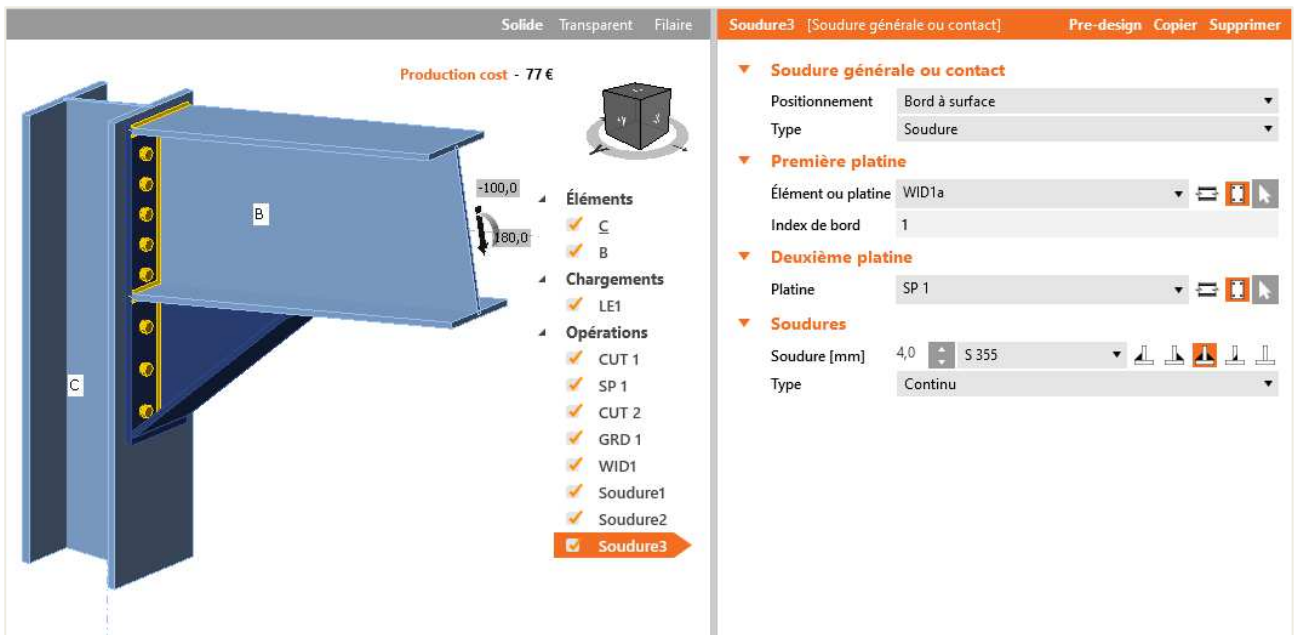 Solide Transparent Filaire
Production cost - 77 €
+y
-100,0
180,0
B
C
Éléments
C
B
Chargements
LE1
Opérations
CUT 1
SP 1
CUT 2
GRD 1
WID1
Soudure1
Soudure2
Soudure3
Soudure3 [Soudure générale ou contact] Pre-design Copier Supprimer
Soudure générale ou contact
Positionnement Bord à surface
Type Soudure
Première platine
Élément ou platine WID1a
Index de bord 1
Deuxième platine
Platine SP 1
Soudures
Soudure [mm] 4,0 S 355
Type Continu